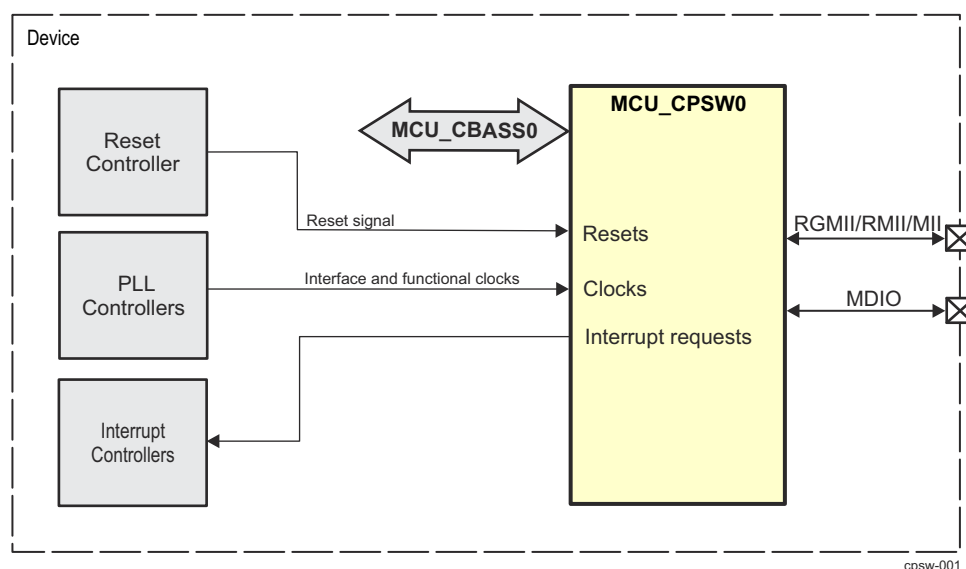 Device
MCU_CPSW0
MCU_CBASS0
Reset
Controller
Reset signal
Resets
RGMII/RMII/MII
PLL
Controllers
Interface and functional clocks
Clocks
MDIO
Interrupt requests
Interrupt
Controllers
cpsw-001